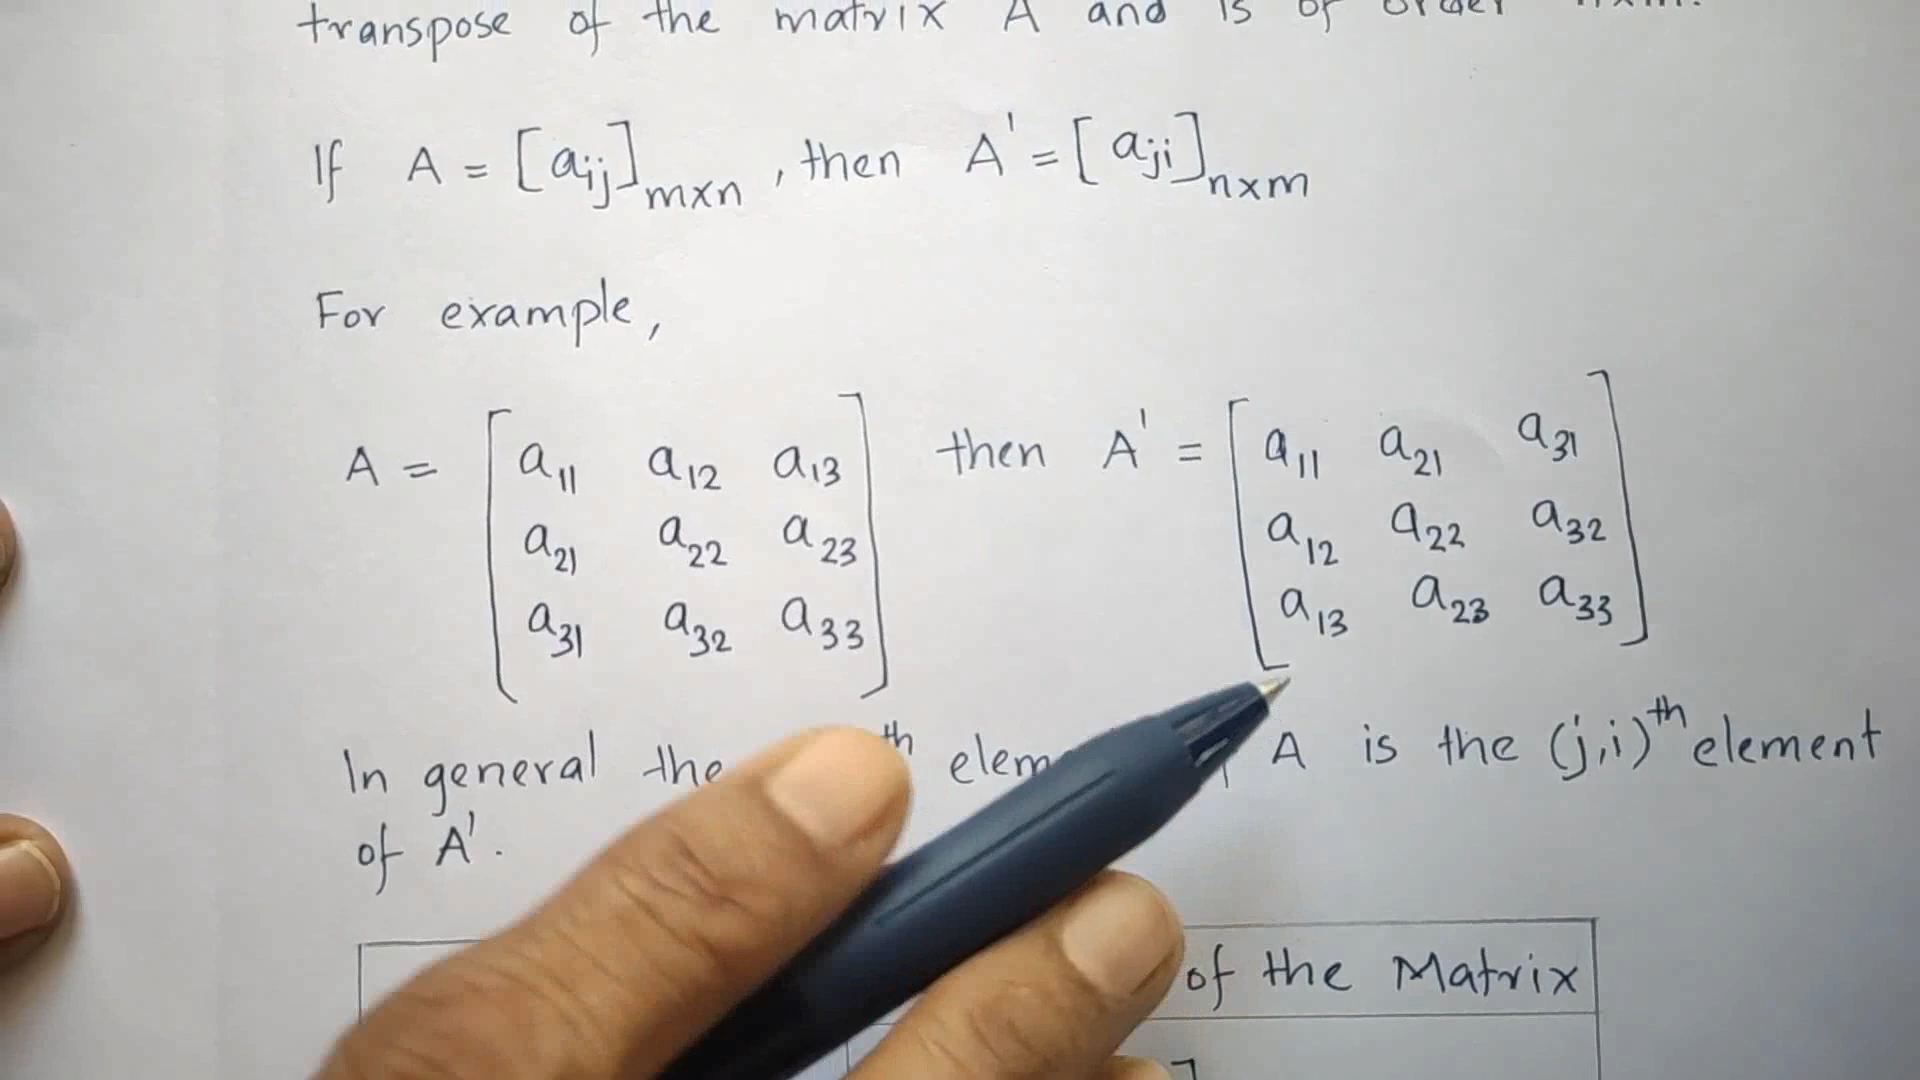 transpose of the matrix A and is of order nxm.
If A = [aij]mxn , then A' = [aji]nxm
For example,
A = [a11 a12 a13 then A' = [a11 a21 a31
a21 a22 a23 a12 a22 a32
a31 a32 a33] a13 a23 a33]
In general the th A is the (j,i)th element
of A'.
of the Matrix